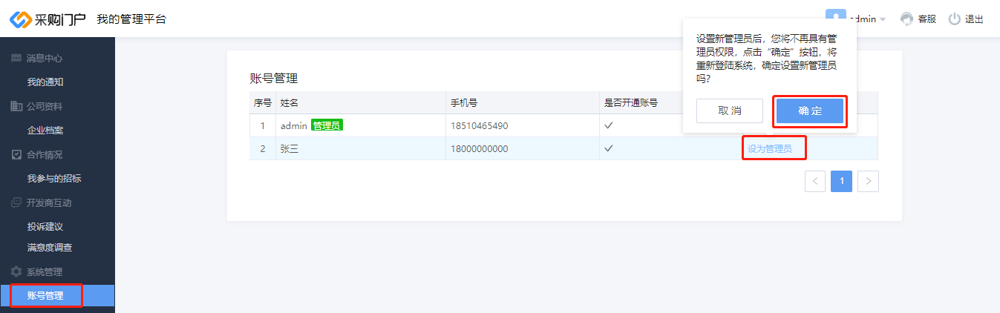 采购门户 我的管理平台
admin 客服 退出
消息中心
我的通知
公司资料
企业档案
合作情况
我参与的招标
开发商互动
投诉建议
满意度调查
系统管理
账号管理
账号管理
序号 姓名 手机号 是否开通账号
1 admin 管理员 18510465490
2 张三 18000000000 设为管理员
1
设置新管理员后，您将不再具有管
理员权限，点击“确定”按钮，将
重新登陆系统，确定设置新管理员
吗？
取 消 确 定